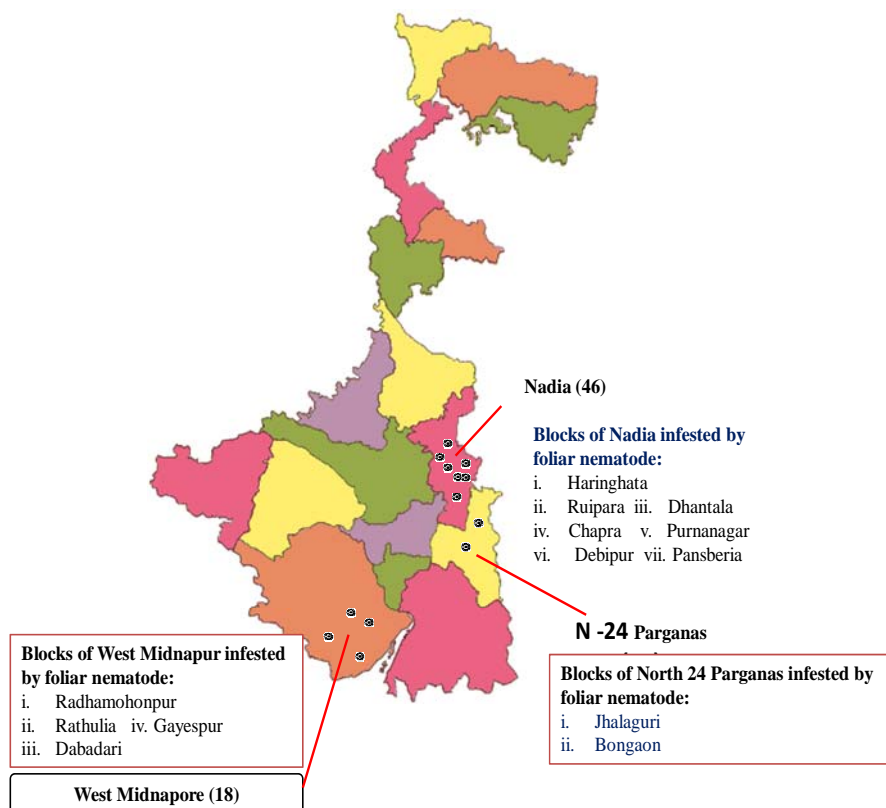 Nadia (46)
Blocks of Nadia infested by
foliar nematode:
i. Haringhata
ii. Ruipara iii. Dhantala
iv. Chapra v. Purnanagar
vi. Debipur vii. Pansberia
N -24 Parganas
Blocks of North 24 Parganas infested by
foliar nematode:
i. Jhalaguri
ii. Bongaon
Blocks of West Midnapur infested
by foliar nematode:
i. Radhamohonpur
ii. Rathulia iv. Gayespur
iii. Dabadari
West Midnapore (18)